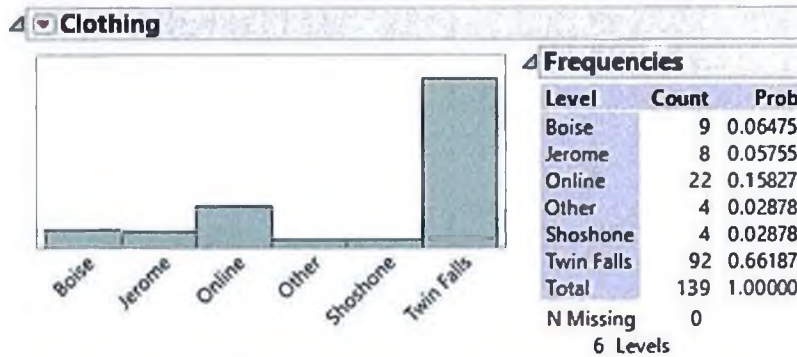 Clothing
Boise
Jerome
Online
Other
Shoshone
Twin Falls
Frequencies
Level Count Prob
Boise 9 0.06475
Jerome 8 0.05755
Online 22 0.15827
Other 4 0.02878
Shoshone 4 0.02878
Twin Falls 92 0.66187
Total 139 1.00000
N Missing 0
6 Levels